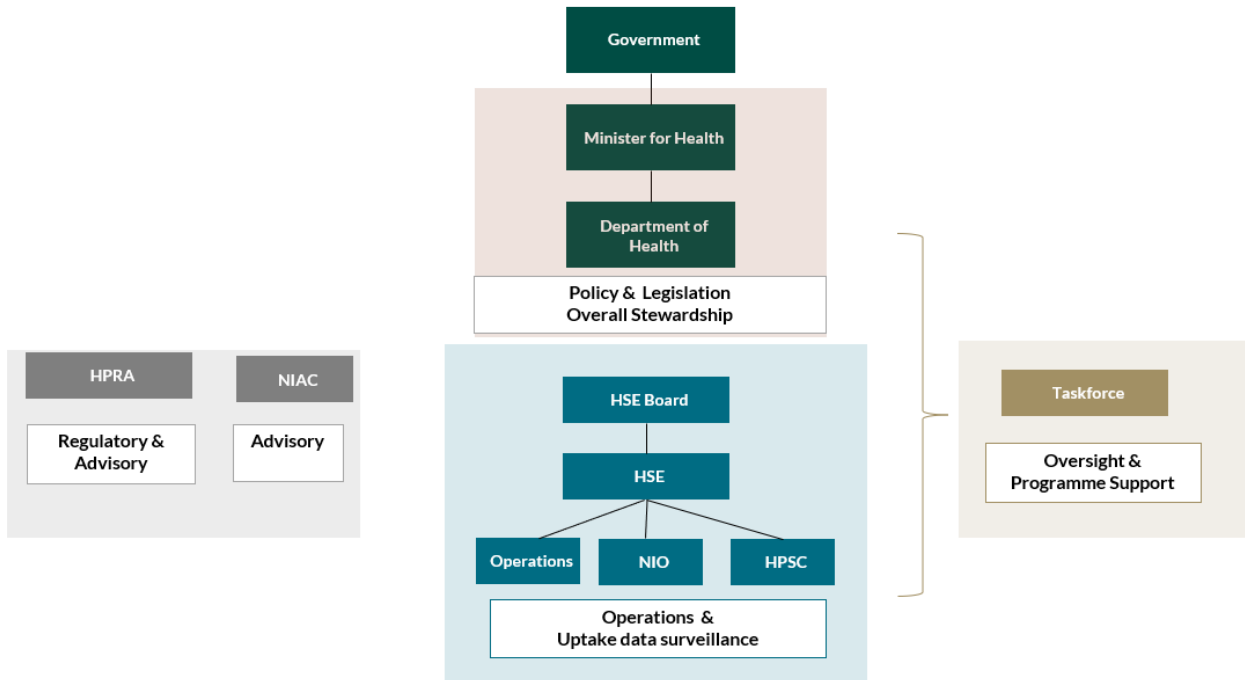 Government
Minister for Health
Department of
Health
Policy & Legislation
Overall Stewardship
HPRA
NIAC
Regulatory &
Advisory
Advisory
HSE Board
HSE
Operations
NIO
HPSC
Operations &
Uptake data surveillance
Taskforce
Oversight &
Programme Support